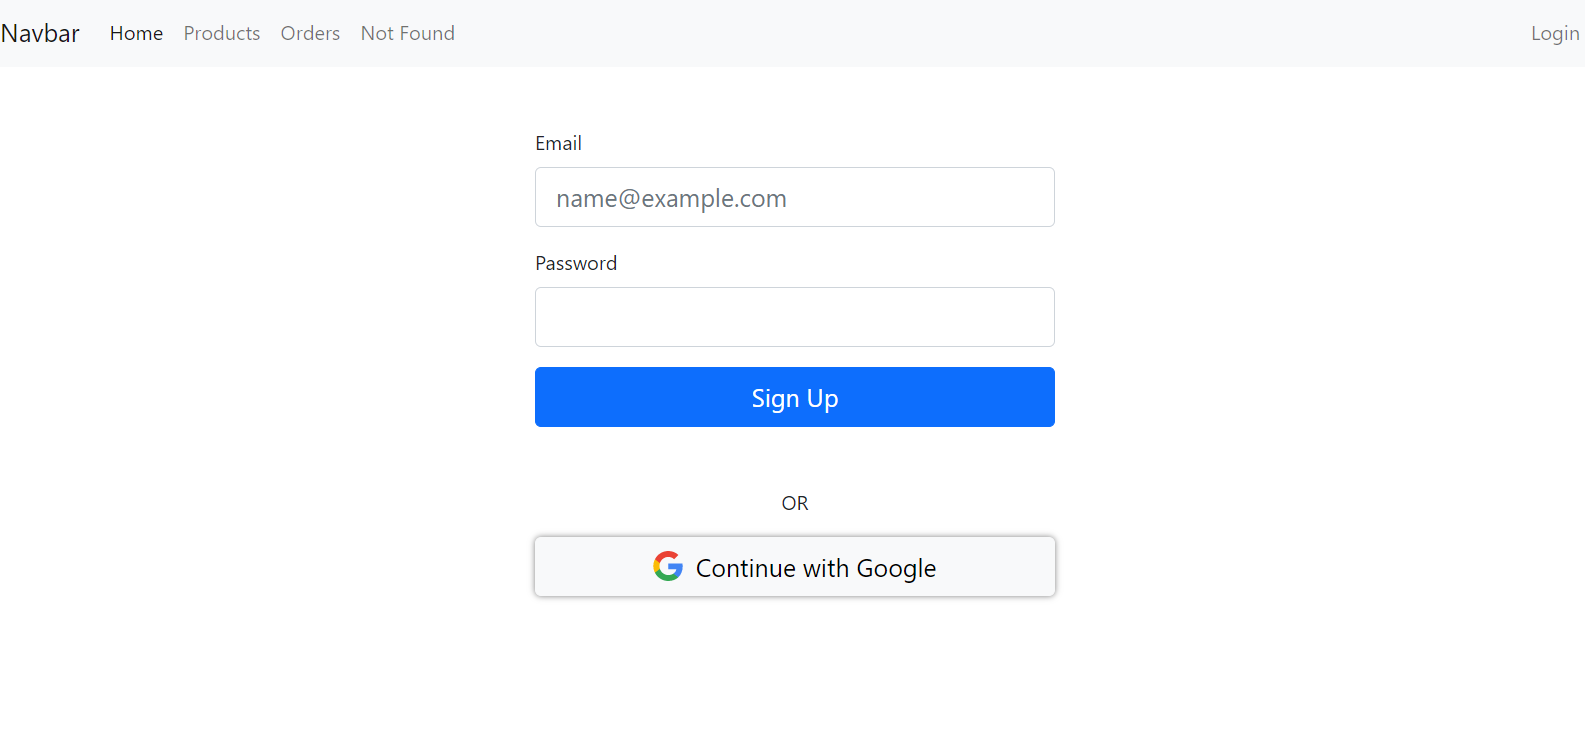 Navbar Home Products Orders Not Found Login
Email
name@example.com
Password
Sign Up
OR
Continue with Google